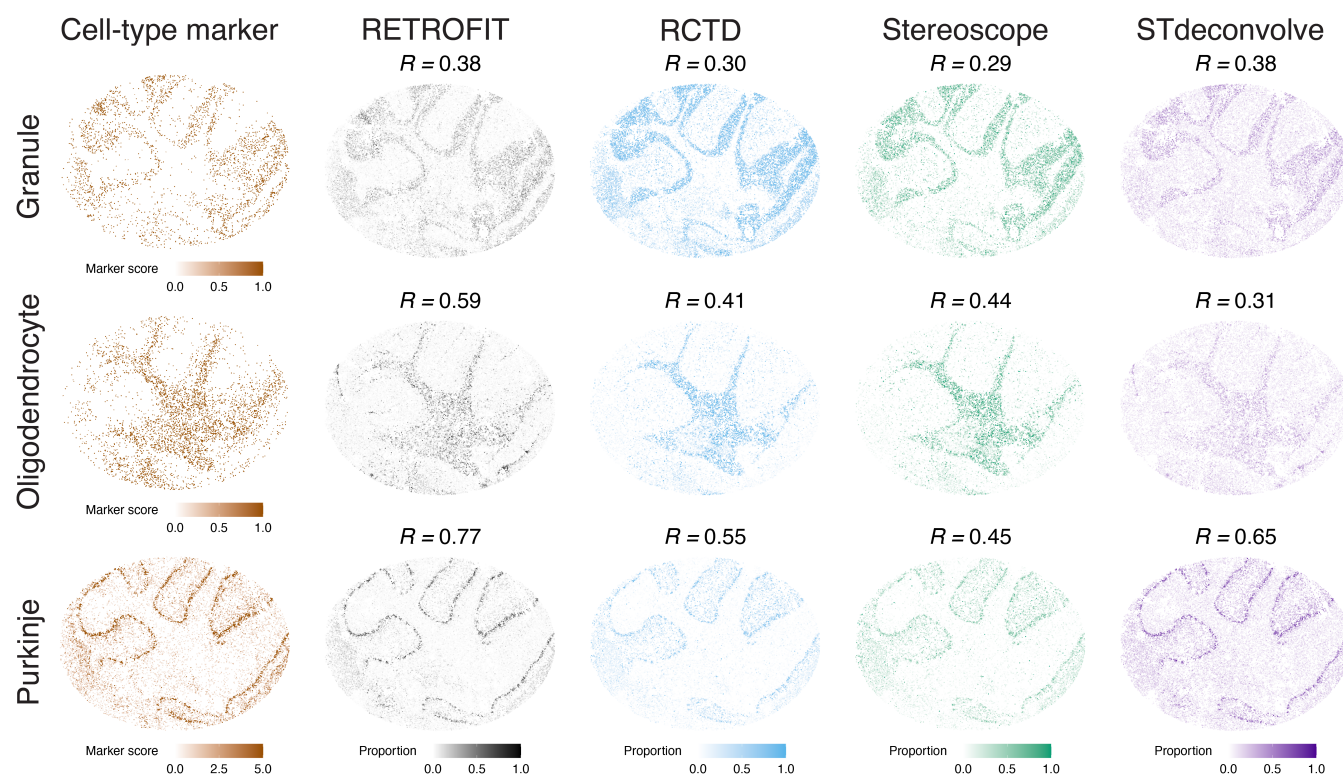 Cell-type marker RETROFIT RCTD Stereoscope STdeconvolve
R = 0.38 R = 0.30 R = 0.29 R = 0.38
Granule
Marker score
0.0 0.5 1.0
R = 0.59 R = 0.41 R = 0.44 R = 0.31
Oligodendrocyte
Marker score
0.0 0.5 1.0
R = 0.77 R = 0.55 R = 0.45 R = 0.65
Purkinje
Marker score Proportion Proportion Proportion Proportion
0.0 2.5 5.0 0.0 0.5 1.0 0.0 0.5 1.0 0.0 0.5 1.0 0.0 0.5 1.0